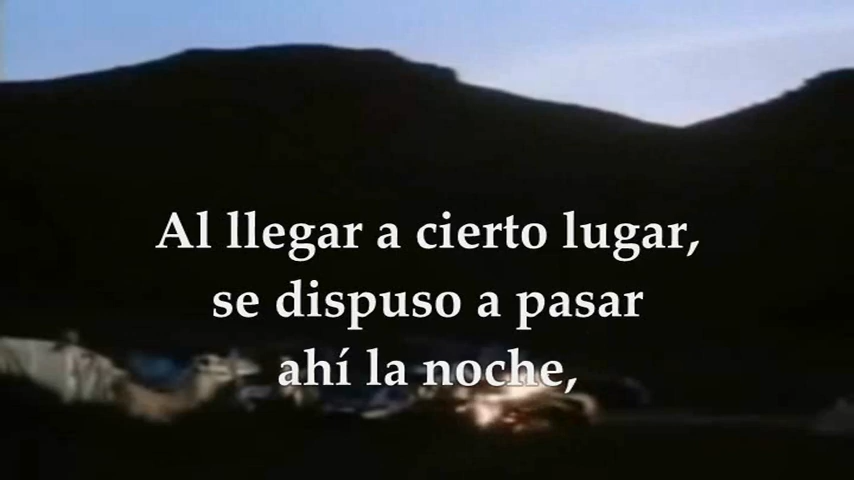 Al llegar a cierto lugar,
se dispuso a pasar
ahí la noche,